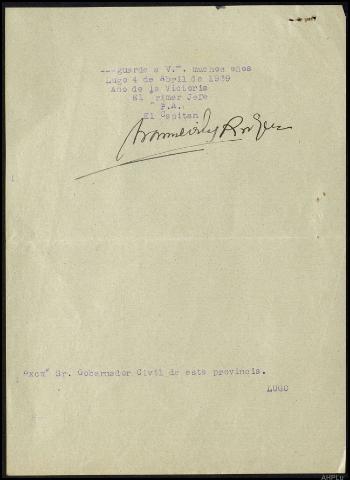 ---guarde a V.E. muchos años
Lugo 4 de Abril de 1939
Año de la Victoria
El Primer Jefe
P.A.
El Capitan
Excmº Sr. Gobernador Civil de esta provincia.
LUGO
AHPLu